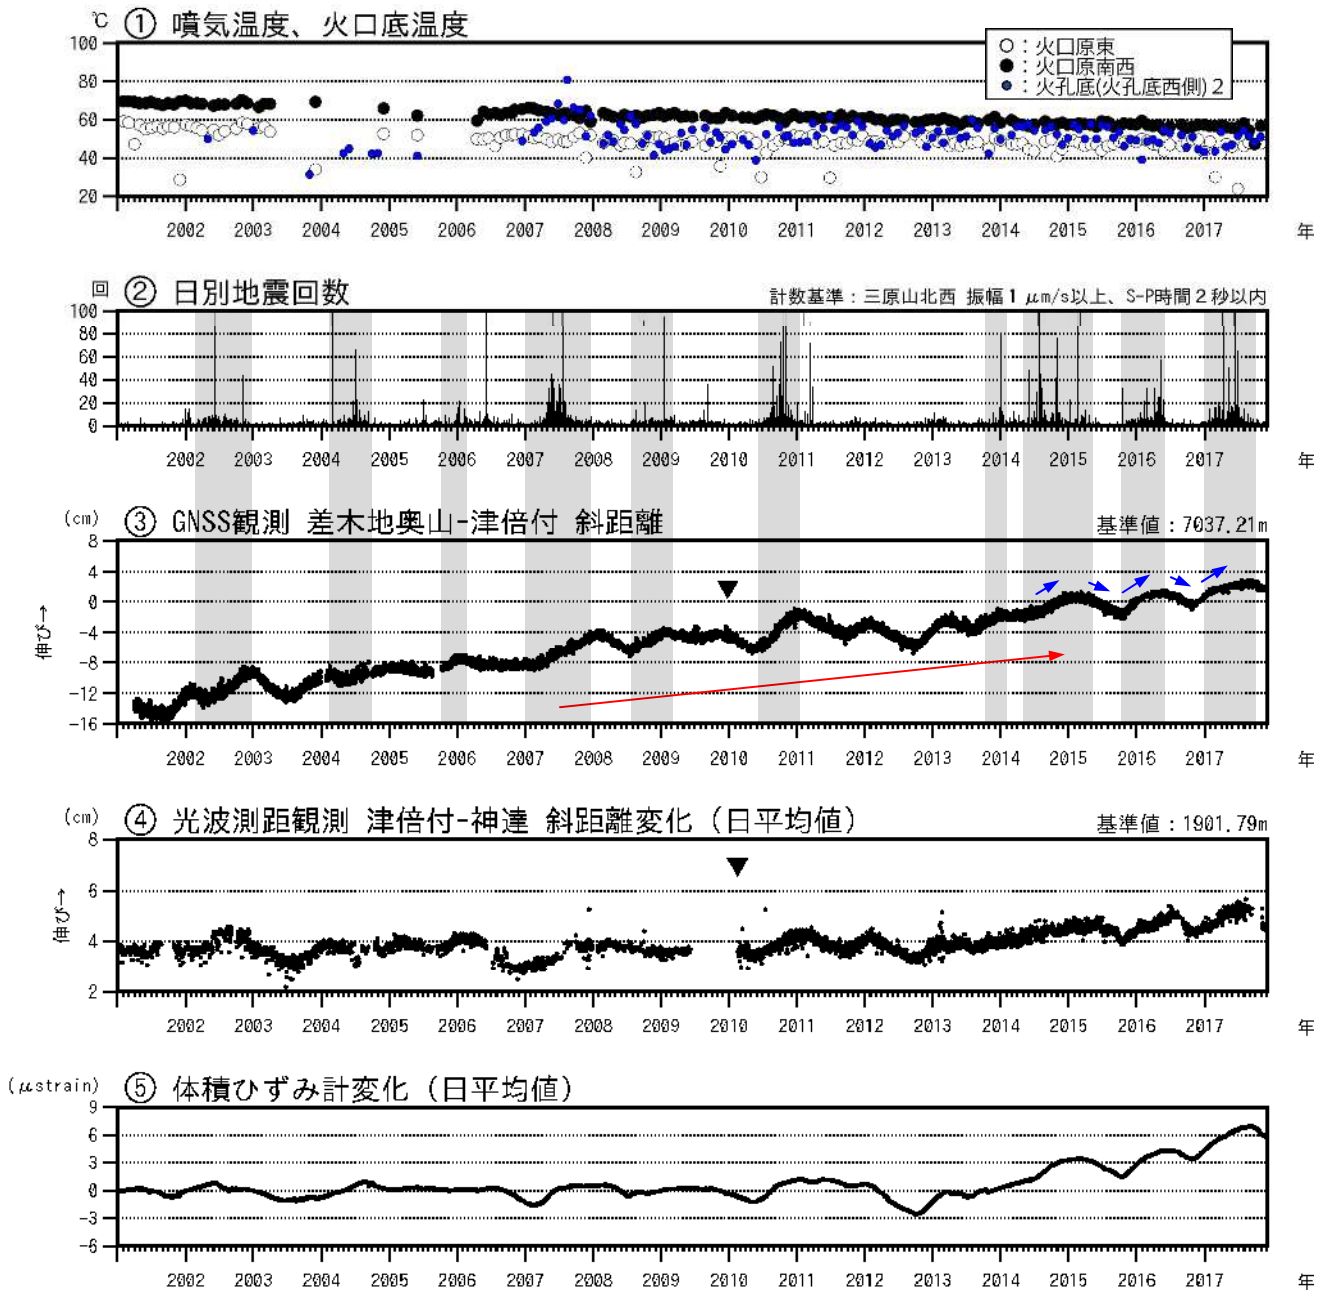 ℃ ① 噴気温度、火口底温度
○：火口原東
●：火口原南西
●：火孔底(火孔底西側)2
100
80
60
40
20
2002 2003 2004 2005 2006 2007 2008 2009 2010 2011 2012 2013 2014 2015 2016 2017 年
回 ② 日別地震回数
計数基準：三原山北西 振幅1 μm/s以上、S-P時間2秒以内
100
80
60
40
20
0
2002 2003 2004 2005 2006 2007 2008 2009 2010 2011 2012 2013 2014 2015 2016 2017 年
(cm) ③ GNSS観測 差木地奥山-津倍付 斜距離
基準値：7037.21m
伸び→
8
4
0
-4
-8
-12
-16
2002 2003 2004 2005 2006 2007 2008 2009 2010 2011 2012 2013 2014 2015 2016 2017 年
(cm) ④ 光波測距観測 津倍付-神達 斜距離変化（日平均値）
基準値：1901.79m
伸び→
8
6
4
2
2002 2003 2004 2005 2006 2007 2008 2009 2010 2011 2012 2013 2014 2015 2016 2017 年
(μstrain) ⑤ 体積ひずみ計変化（日平均値）
9
6
3
0
-3
-6
2002 2003 2004 2005 2006 2007 2008 2009 2010 2011 2012 2013 2014 2015 2016 2017 年